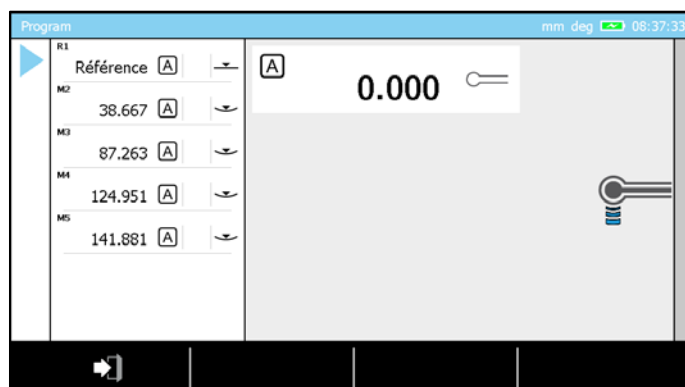 Program
mm deg 08:37:33
R1
Référence A
M2
38.667 A
M3
87.263 A
M4
124.951 A
M5
141.881 A
A
0.000